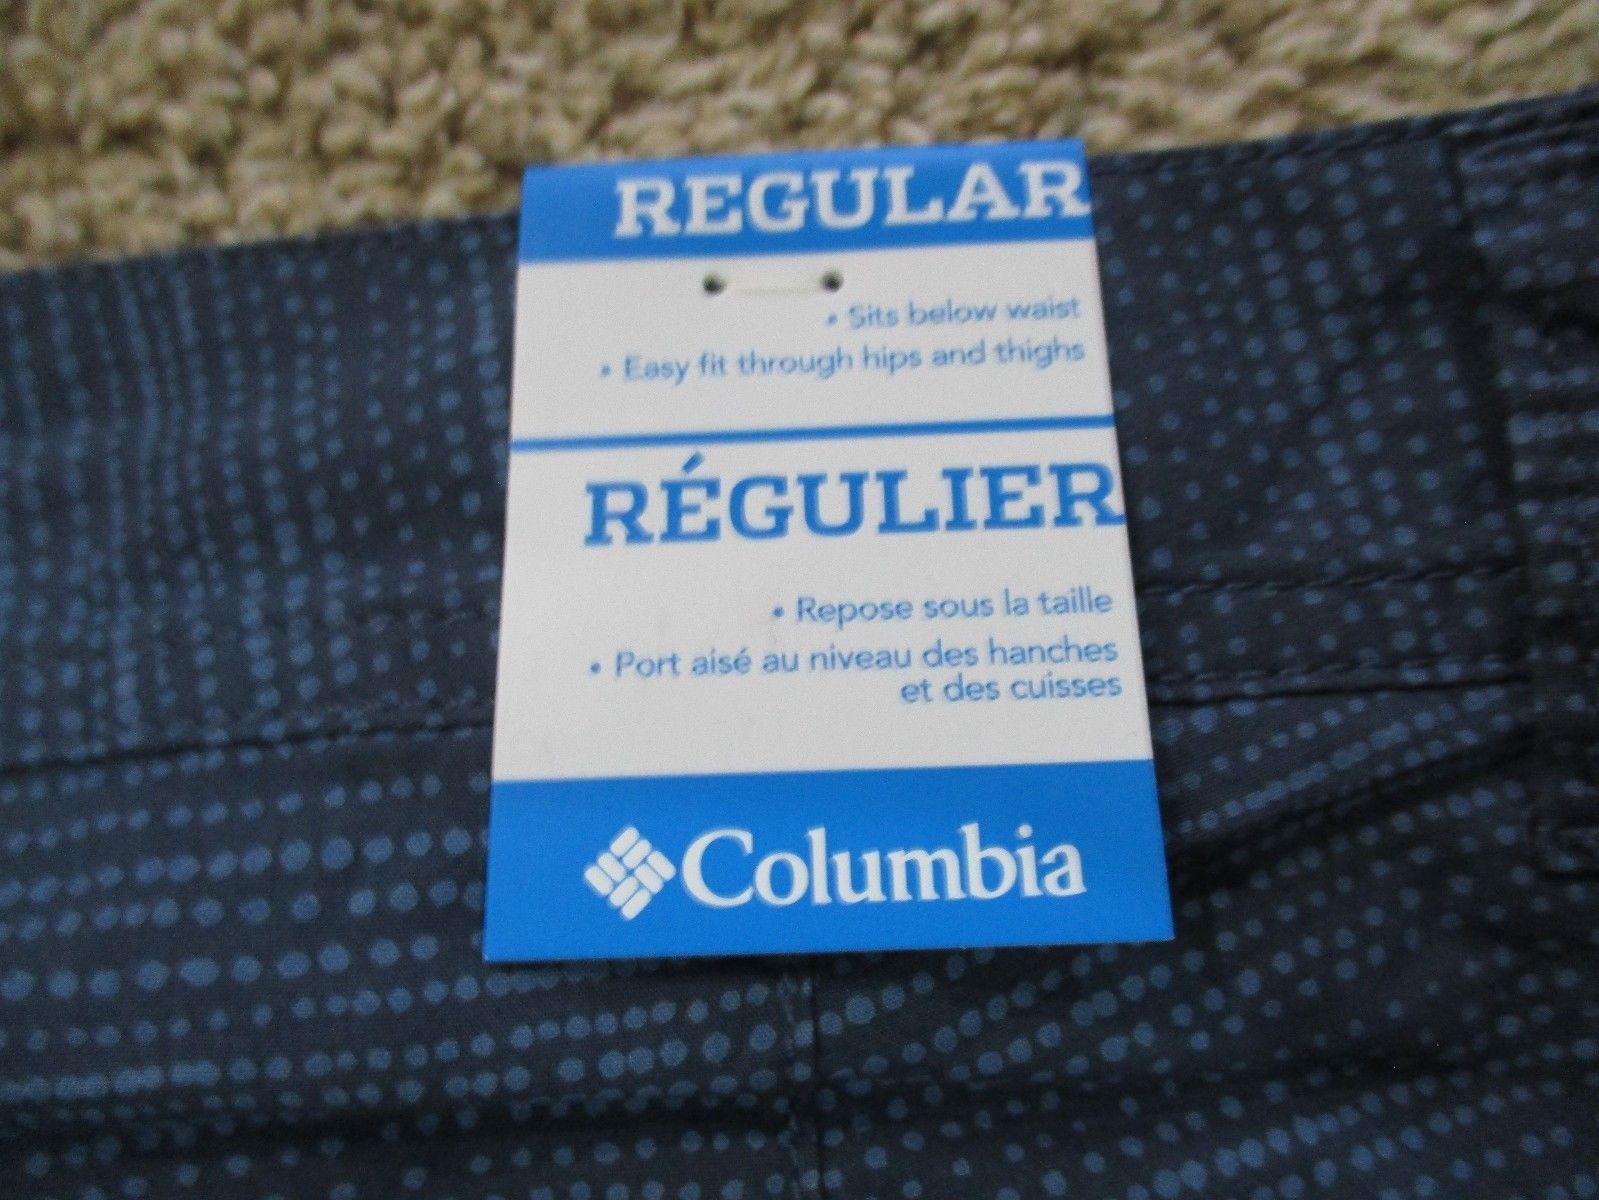 REGULAR
• Sits below waist
• Easy fit through hips and thighs
RÉGULIER
• Repose sous la taille
• Port aisé au niveau des hanches
et des cuisses
Columbia